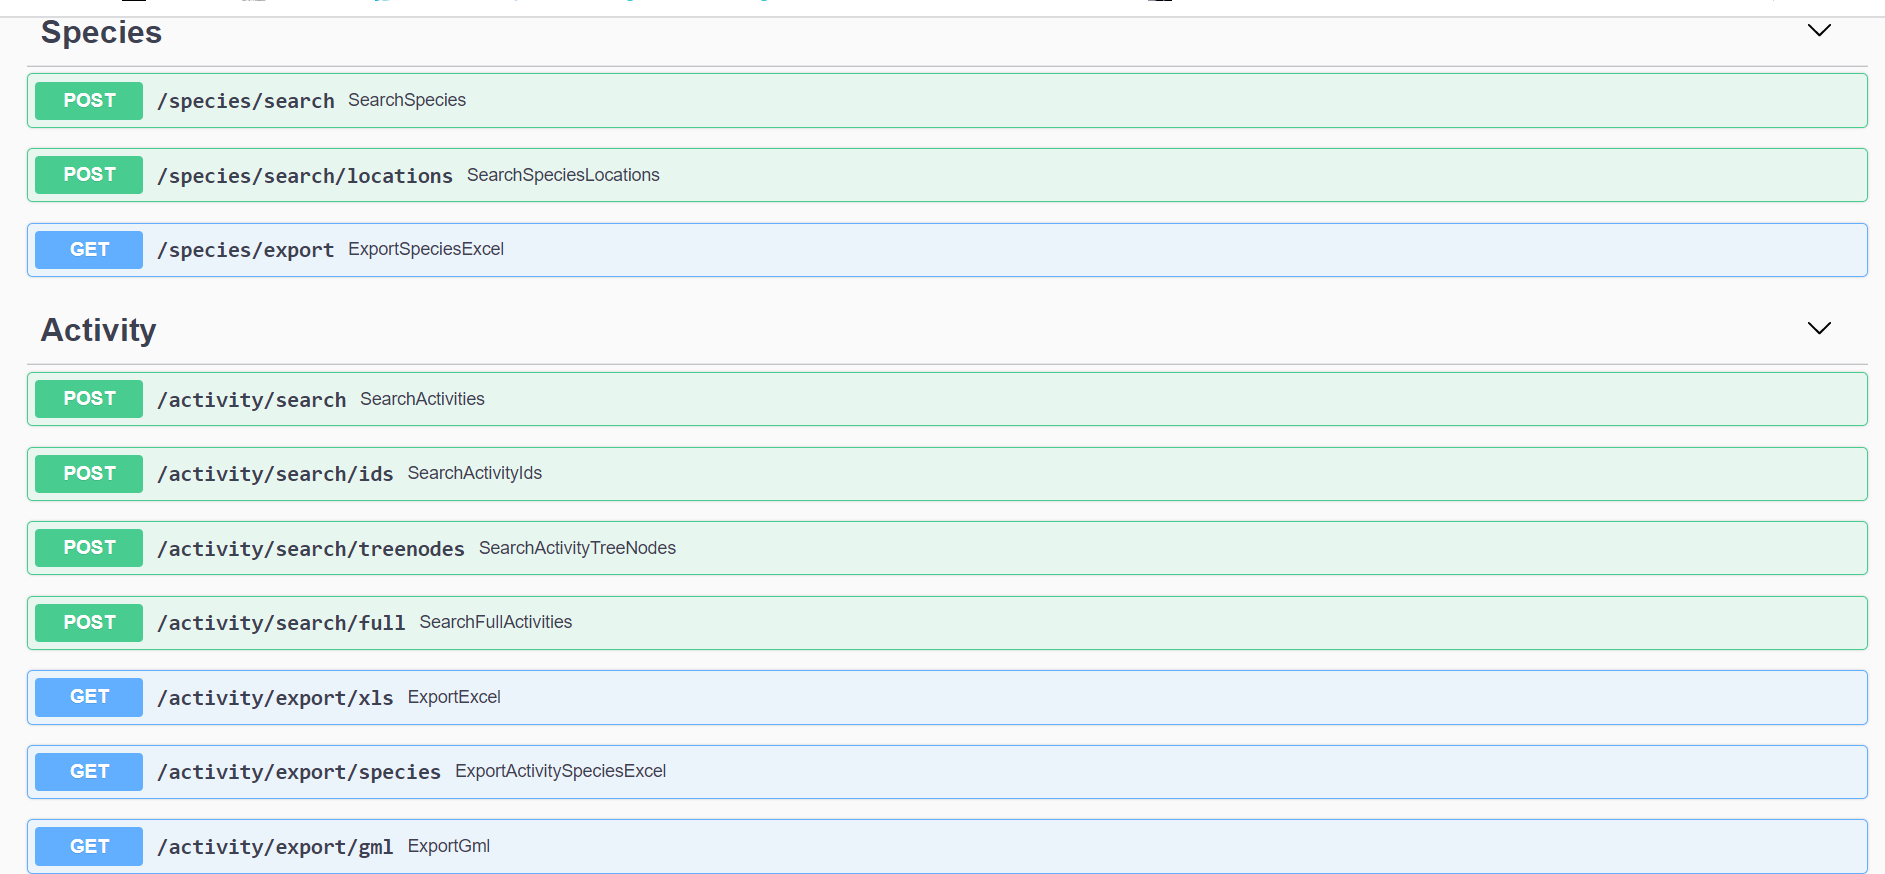 Species
POST /species/search SearchSpecies
POST /species/search/locations SearchSpeciesLocations
GET /species/export ExportSpeciesExcel
Activity
POST /activity/search SearchActivities
POST /activity/search/ids SearchActivityIds
POST /activity/search/treenodes SearchActivityTreeNodes
POST /activity/search/full SearchFullActivities
GET /activity/export/xls ExportExcel
GET /activity/export/species ExportActivitySpeciesExcel
GET /activity/export/gml ExportGml